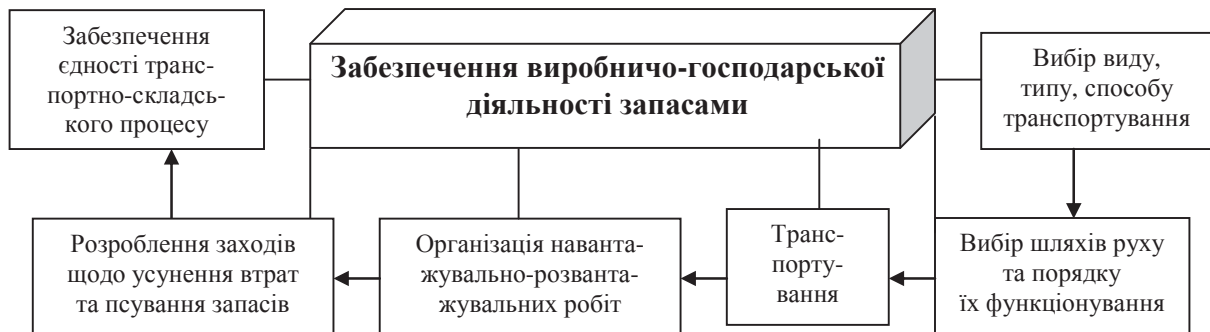 Забезпечення
єдності транс-
портно-складсь-
кого процесу
Забезпечення виробничо-господарської
діяльності запасами
Вибір виду,
типу, способу
транспортування
Розроблення заходів
щодо усунення втрат
та псування запасів
Організація наванта-
жувально-розванта-
жувальних робіт
Транс-
порту-
вання
Вибір шляхів руху
та порядку
їх функціонування